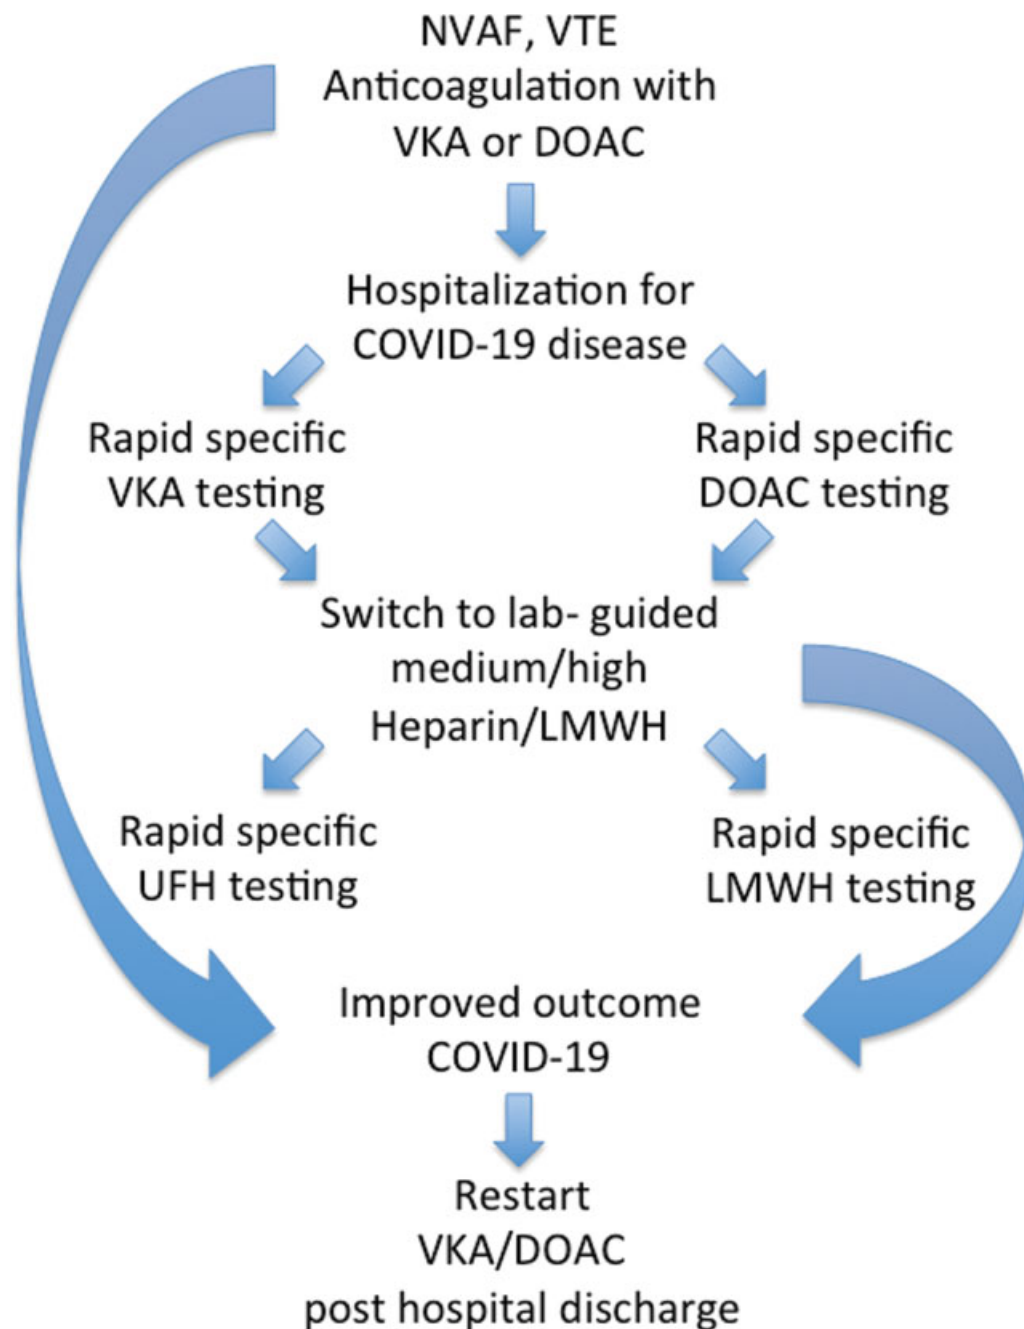 NVAF, VTE
Anticoagulation with
VKA or DOAC
Hospitalization for
COVID-19 disease
Rapid specific
VKA testing
Rapid specific
DOAC testing
Switch to lab- guided
medium/high
Heparin/LMWH
Rapid specific
UFH testing
Rapid specific
LMWH testing
Improved outcome
COVID-19
Restart
VKA/DOAC
post hospital discharge